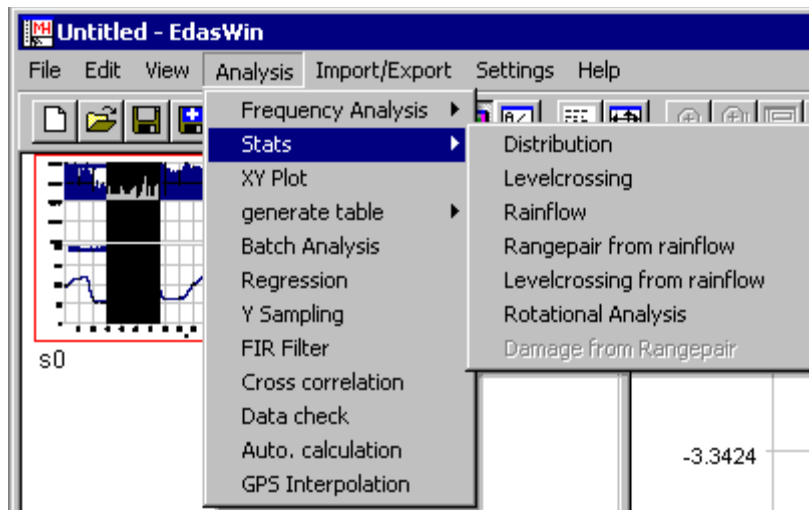 Untitled - EdasWin
File Edit View Analysis Import/Export Settings Help
Frequency Analysis
Stats
XY Plot
generate table
Batch Analysis
Regression
Y Sampling
FIR Filter
Cross correlation
Data check
Auto. calculation
GPS Interpolation
Distribution
Levelcrossing
Rainflow
Rangepair from rainflow
Levelcrossing from rainflow
Rotational Analysis
Damage from Rangepair
s0
-3.3424